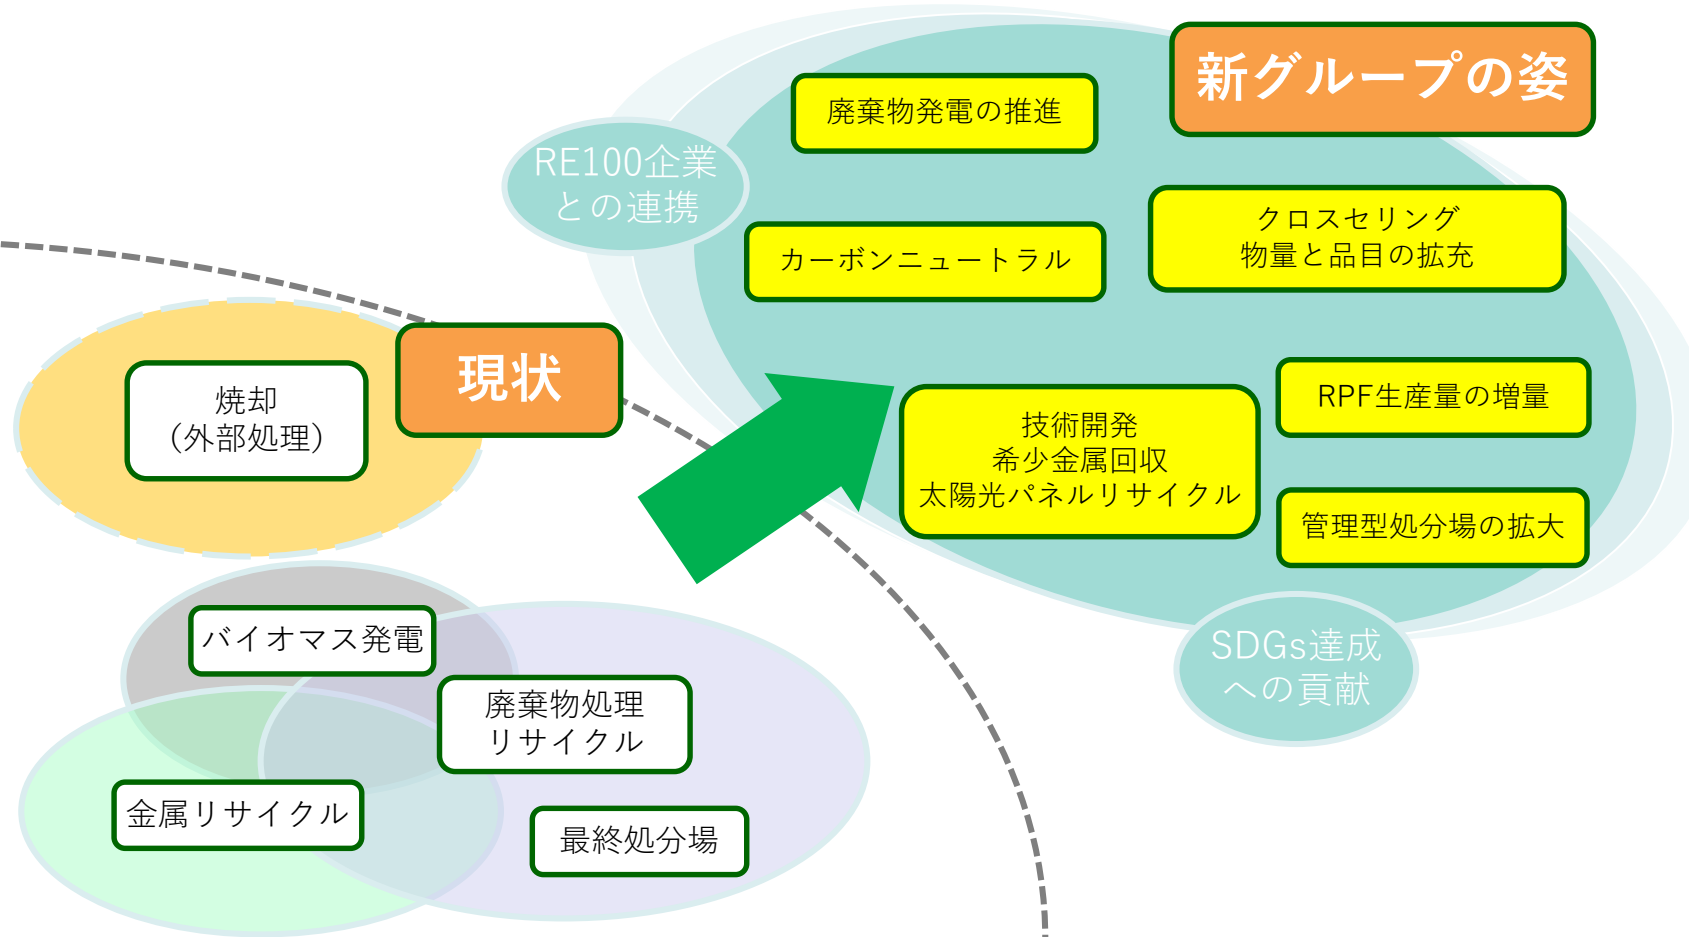 新グループの姿
廃棄物発電の推進
RE100企業
との連携
クロスセリング
物量と品目の拡充
カーボンニュートラル
現状
焼却
（外部処理）
RPF生産量の増量
技術開発
希少金属回収
太陽光パネルリサイクル
管理型処分場の拡大
バイオマス発電
SDGs達成
への貢献
廃棄物処理
リサイクル
金属リサイクル
最終処分場